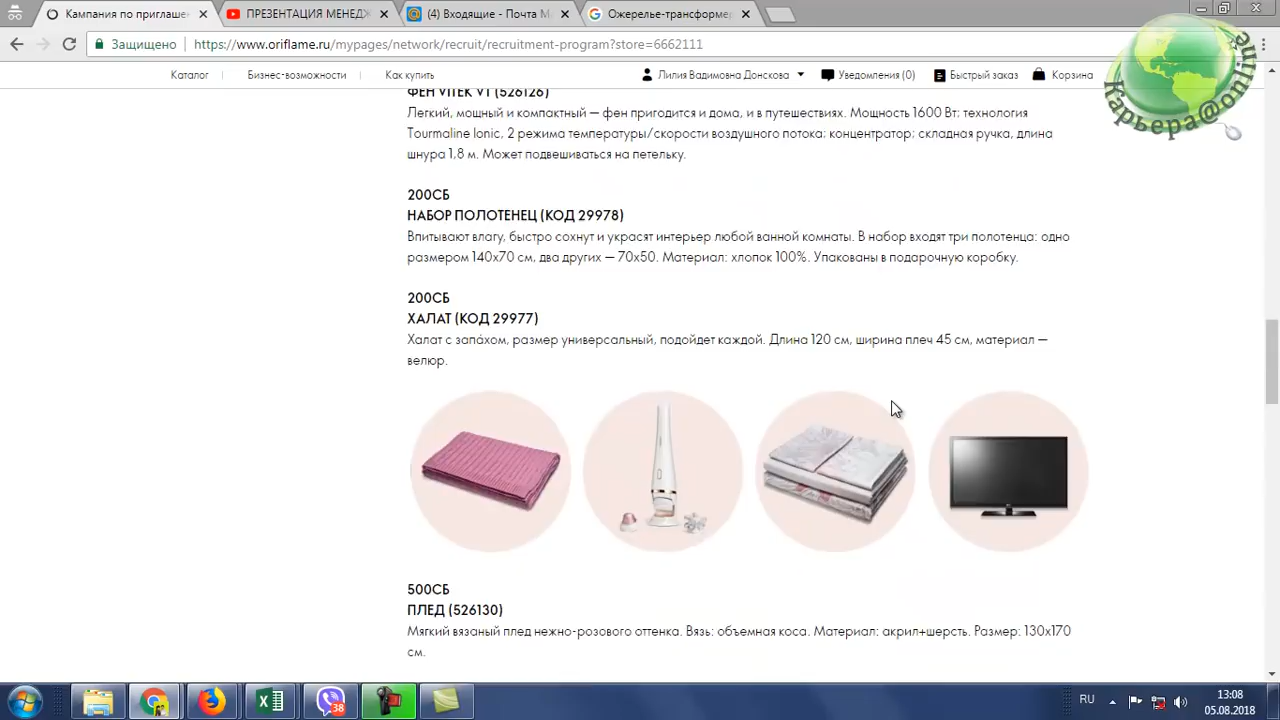 Кампания по приглаше
ПРЕЗЕНТАЦИЯ МЕНЕДЖ
(4) Входящие - Почта М
Ожерелье-трансформе
Защищено
https://www.oriflame.ru/mypages/network/recruit/recruitment-program?store=6662111
Каталог
Бизнес-возможности
Как купить
Лилия Вадимовна Донскова
Уведомления (0)
Быстрый заказ
Корзина
Карьера@online
ФЕН VITEK VT (526126)
Легкий, мощный и компактный — фен пригодится и дома, и в путешествиях. Мощность 1600 Вт: технология
Tourmaline Ionic, 2 режима температуры/скорости воздушного потока; концентратор; складная ручка, длина
шнура 1,8 м. Может подвешиваться на петельку.
200СБ
НАБОР ПОЛОТЕНЕЦ (КОД 29978)
Впитывают влагу, быстро сохнут и украсят интерьер любой ванной комнаты. В набор входят три полотенца: одно
размером 140х70 см, два других — 70х50. Материал: хлопок 100%. Упакованы в подарочную коробку.
200СБ
ХАЛАТ (КОД 29977)
Халат с запáхом, размер универсальный, подойдет каждой. Длина 120 см, ширина плеч 45 см, материал —
велюр.
500СБ
ПЛЕД (526130)
Мягкий вязаный плед нежно-розового оттенка. Вязь: объемная коса. Материал: акрил+шерсть. Размер: 130х170
см.
38
RU
13:08
05.08.2018